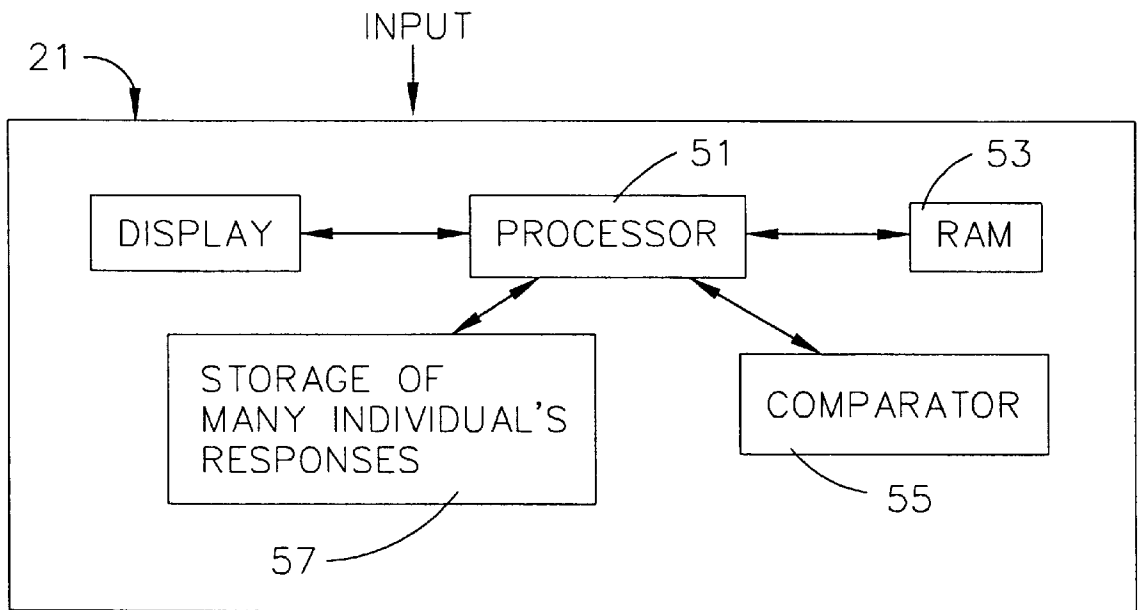 INPUT
21
51
53
DISPLAY
PROCESSOR
RAM
STORAGE OF
MANY INDIVIDUAL'S
RESPONSES
COMPARATOR
55
57